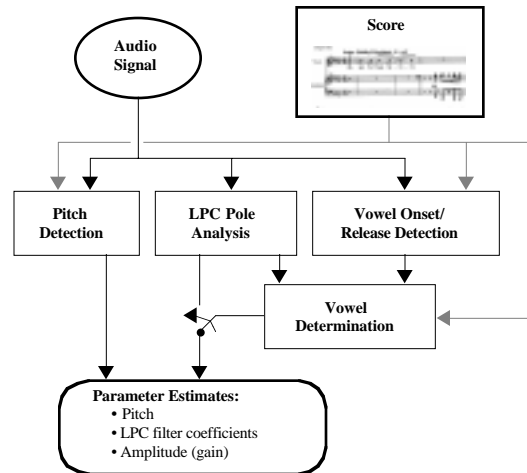 Audio
Signal
Score
Pitch
Detection
LPC Pole
Analysis
Vowel Onset/
Release Detection
Vowel
Determination
Parameter Estimates:
• Pitch
• LPC filter coefficients
• Amplitude (gain)